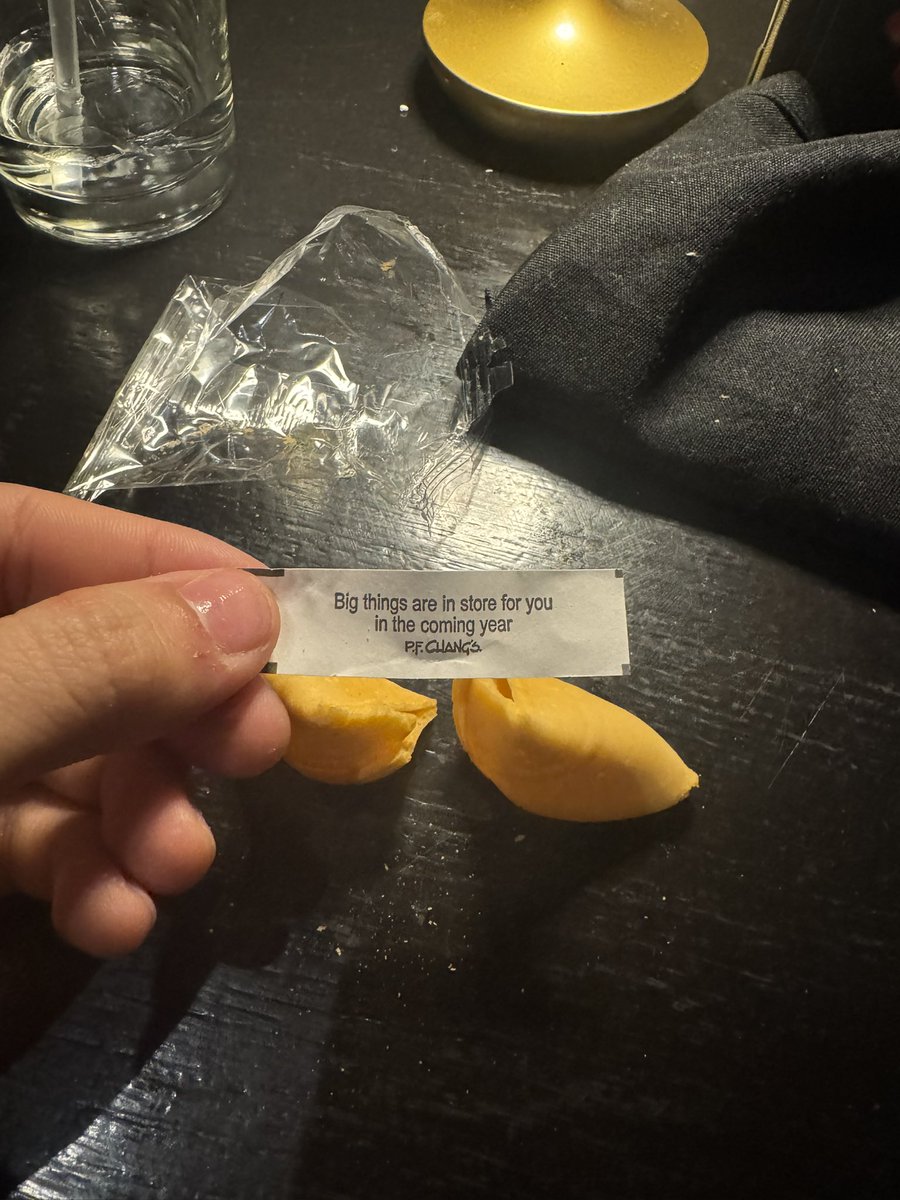 Big things are in store for you
in the coming year
P.F. CHANG'S.